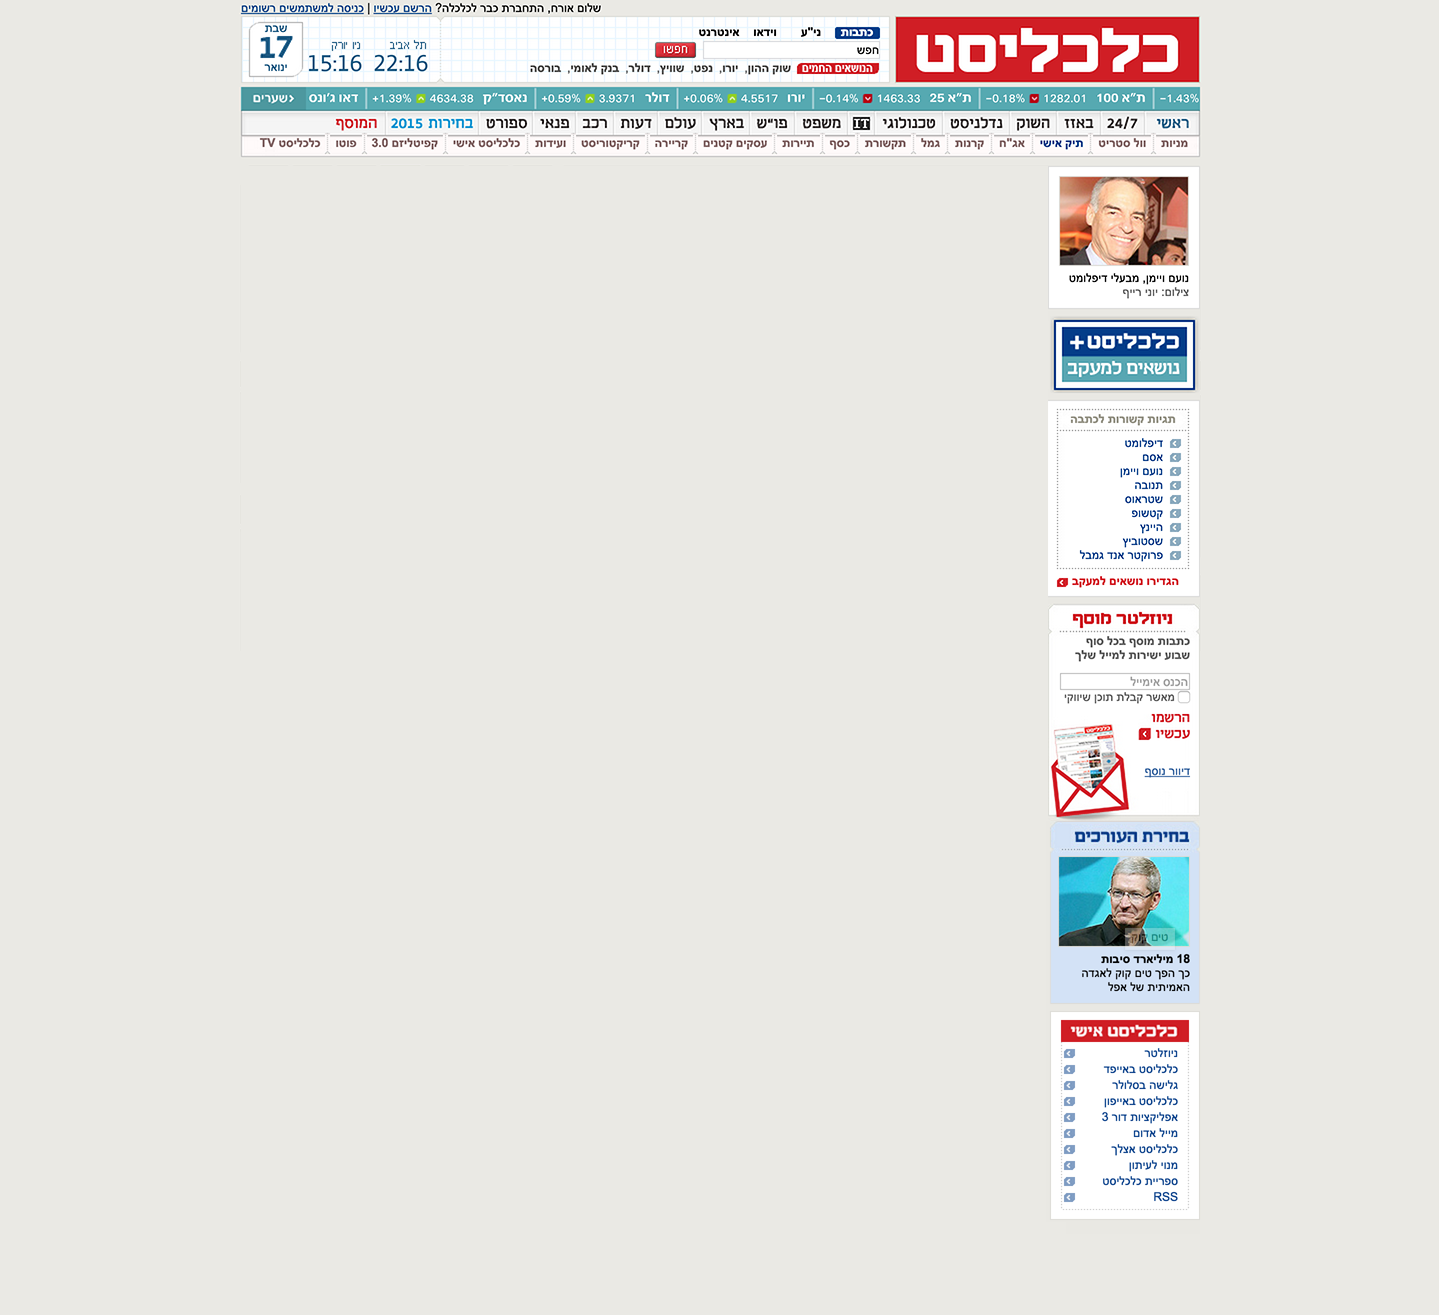 שלום אורח, התחברת כבר לכלכלה? הרשם עכשיו | כניסה למשתמשים רשומים
כלכליסט
כתבות ני"ע וידאו אינטרנט
חפש
חפשו
הנושאים החמים שוק ההון, יורו, נפט, שוויץ, דולר, בנק לאומי, בורסה
תל אביב 22:16
ניו יורק 15:16
שבת
17
ינואר
−1.43%
ת"א 100 1282.01 −0.18%
ת"א 25 1463.33 −0.14%
יורו 4.5517 +0.06%
דולר 3.9371 +0.59%
נאסד"ק 4634.38 +1.39%
דאו ג'ונס
שערים
ראשי 24/7 באזז השוק נדלניסט טכנולוגי IT משפט פו"ש בארץ עולם דעות רכב פנאי ספורט בחירות 2015 המוסף
מניות וול סטריט תיק אישי אג"ח קרנות גמל תקשורת כסף תיירות עסקים קטנים קריירה קריקטוריסט ועידות כלכליסט אישי קפיטליזם 3.0 פוטו כלכליסט TV
נועם ויימן, מבעלי דיפלומט
צילום: יוני רייף
כלכליסט+
נושאים למעקב
תגיות קשורות לכתבה
דיפלומט
אסם
נועם ויימן
תנובה
שטראוס
קטשופ
היינץ
שסטוביץ
פרוקטר אנד גמבל
הגדירו נושאים למעקב
ניוזלטר מוסף
כתבות מוסף בכל סוף
שבוע ישירות למייל שלך
הכנס אימייל
מאשר קבלת תוכן שיווקי
הרשמו
עכשיו
כלכליסט
דיוור נוסף
בחירת העורכים
טים קוק
18 מיליארד סיבות
כך הפך טים קוק לאגדה
האמיתית של אפל
כלכליסט אישי
ניוזלטר
כלכליסט באייפד
גלישה בסלולר
כלכליסט באייפון
אפליקציות דור 3
מייל אדום
כלכליסט אצלך
מנוי לעיתון
ספריית כלכליסט
RSS